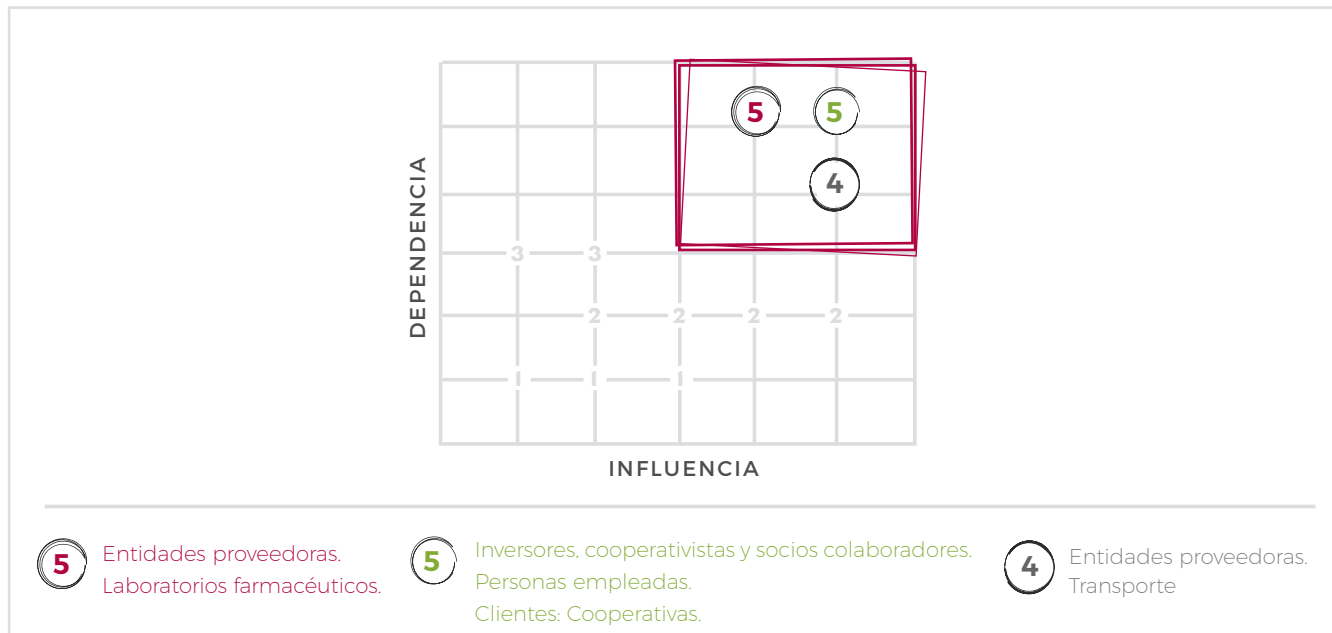 5
5
4
DEPENDENCIA
3
3
2
2
2
2
1
1
1
INFLUENCIA
5
Entidades proveedoras.
Laboratorios farmacéuticos.
5
Inversores, cooperativistas y socios colaboradores.
Personas empleadas.
Clientes: Cooperativas.
4
Entidades proveedoras.
Transporte